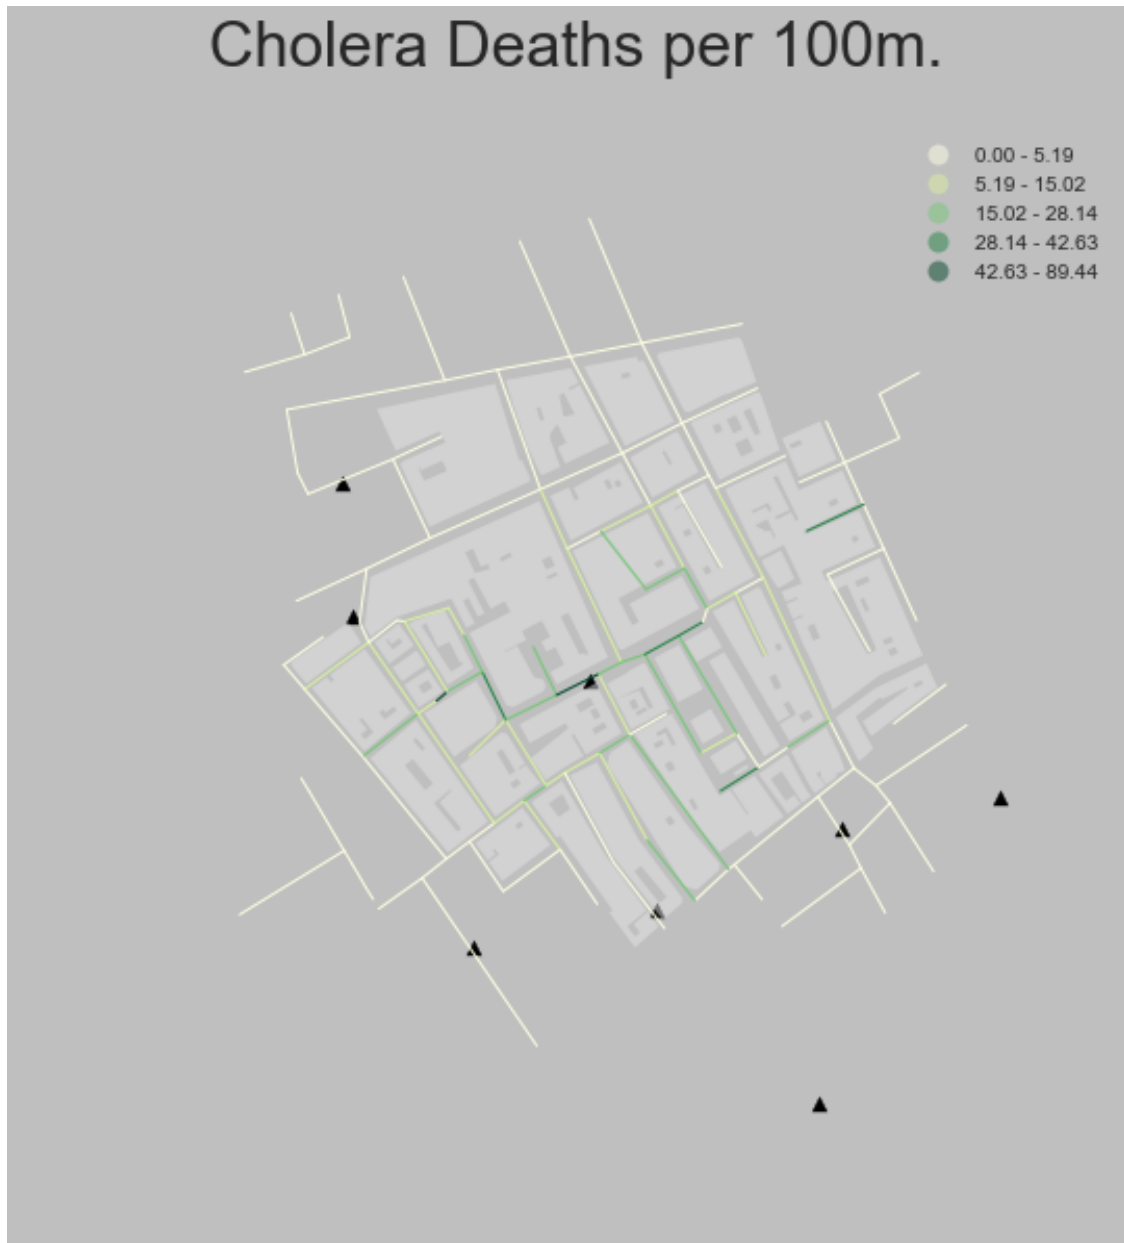 Cholera Deaths per 100m.
0.00 - 5.19
5.19 - 15.02
15.02 - 28.14
28.14 - 42.63
42.63 - 89.44